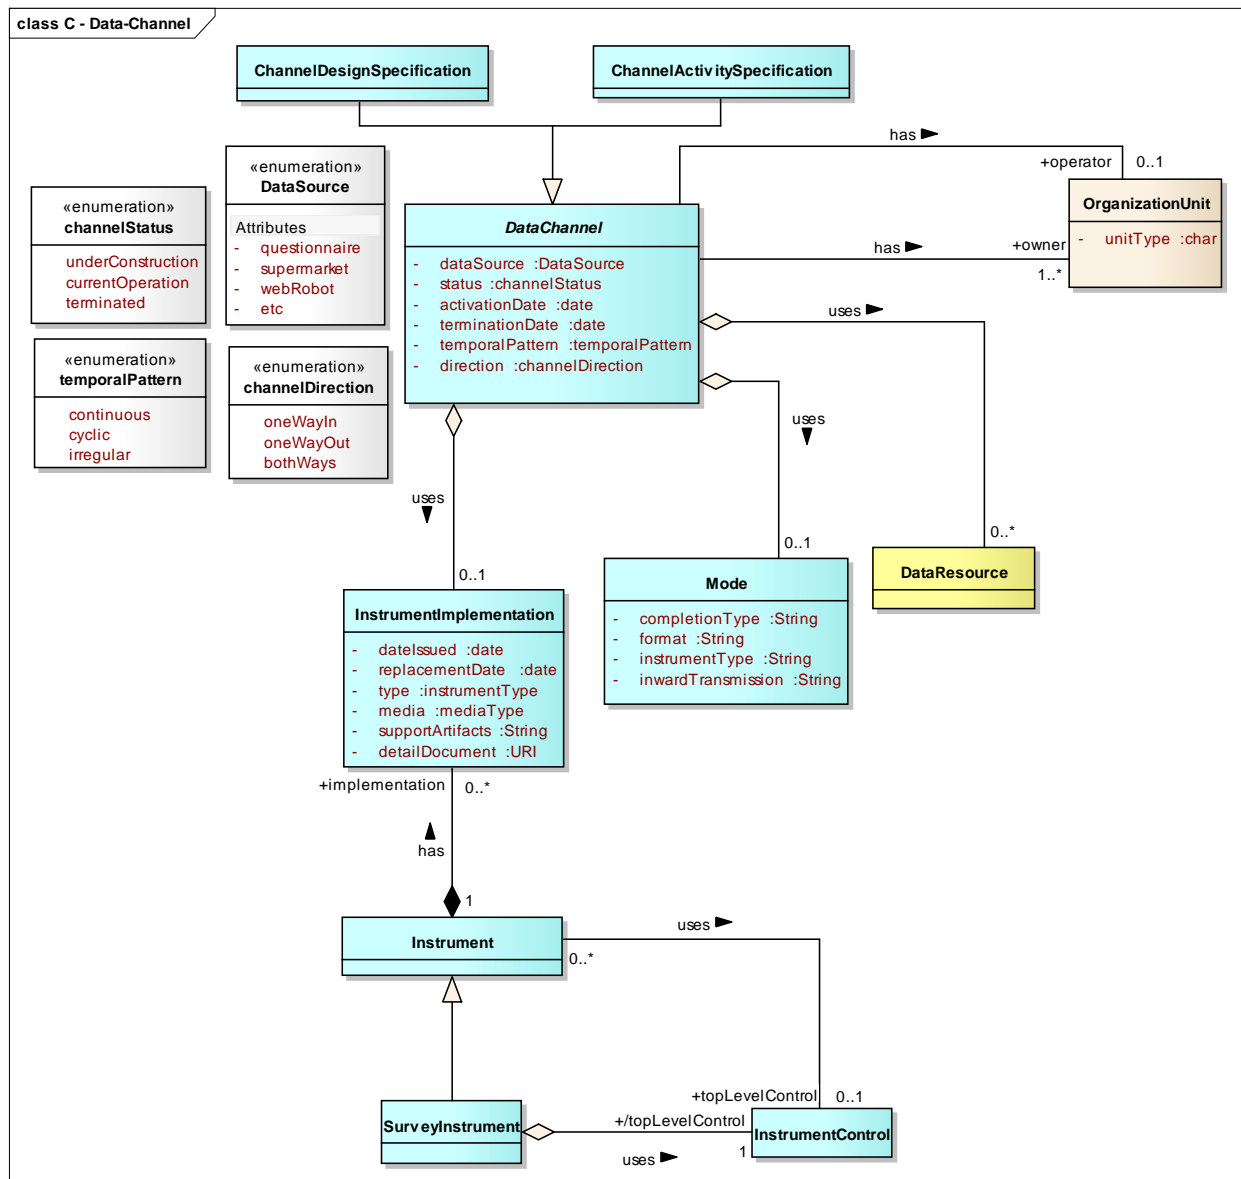 class C - Data-Channel
ChannelDesignSpecification
ChannelActivitySpecification
has
+operator
0..1
«enumeration»
DataSource
Attributes
- questionnaire
- supermarket
- webRobot
- etc
«enumeration»
channelStatus
underConstruction
currentOperation
terminated
DataChannel
- dataSource :DataSource
- status :channelStatus
- activationDate :date
- terminationDate :date
- temporalPattern :temporalPattern
- direction :channelDirection
OrganizationUnit
- unitType :char
has
+owner
1..*
uses
«enumeration»
temporalPattern
continuous
cyclic
irregular
«enumeration»
channelDirection
oneWayIn
oneWayOut
bothWays
uses
uses
0..1
0..1
0..*
InstrumentImplementation
- dateIssued :date
- replacementDate :date
- type :instrumentType
- media :mediaType
- supportArtifacts :String
- detailDocument :URI
Mode
- completionType :String
- format :String
- instrumentType :String
- inwardTransmission :String
DataResource
+implementation
0..*
has
1
Instrument
uses
0..*
+topLevelControl
0..1
SurveyInstrument
+/topLevelControl
1
uses
InstrumentControl